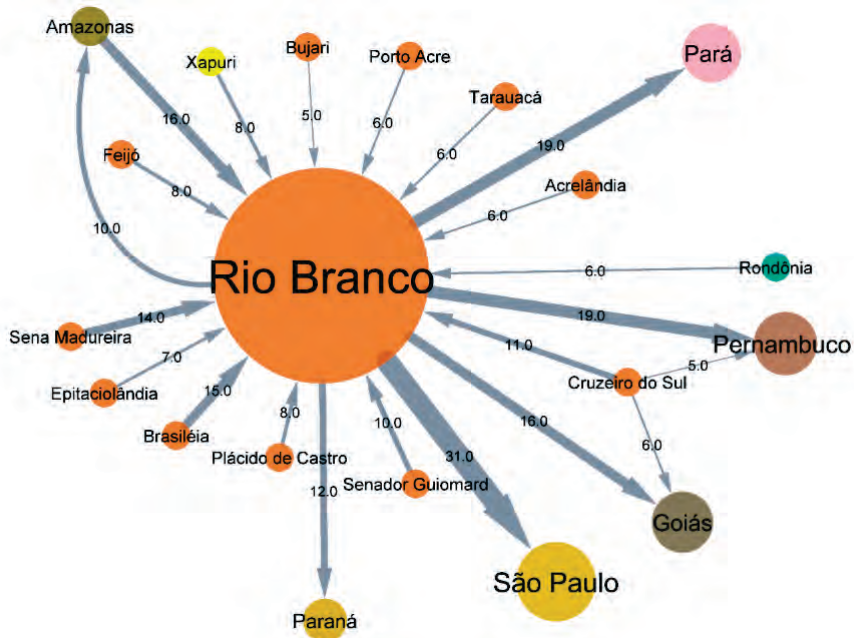 Amazonas
Xapuri
Bujari
Porto Acre
Pará
Tarauacá
16.0
8.0
5.0
6.0
6.0
19.0
Feijó
8.0
Acrelândia
6.0
10.0
Rio Branco
6.0
Rondônia
Sena Madureira
14.0
19.0
Pernambuco
11.0
5.0
Epitaciolândia
7.0
Cruzeiro do Sul
Brasiléia
15.0
8.0
10.0
16.0
6.0
Plácido de Castro
31.0
Senador Guiomard
12.0
Goiás
São Paulo
Paraná